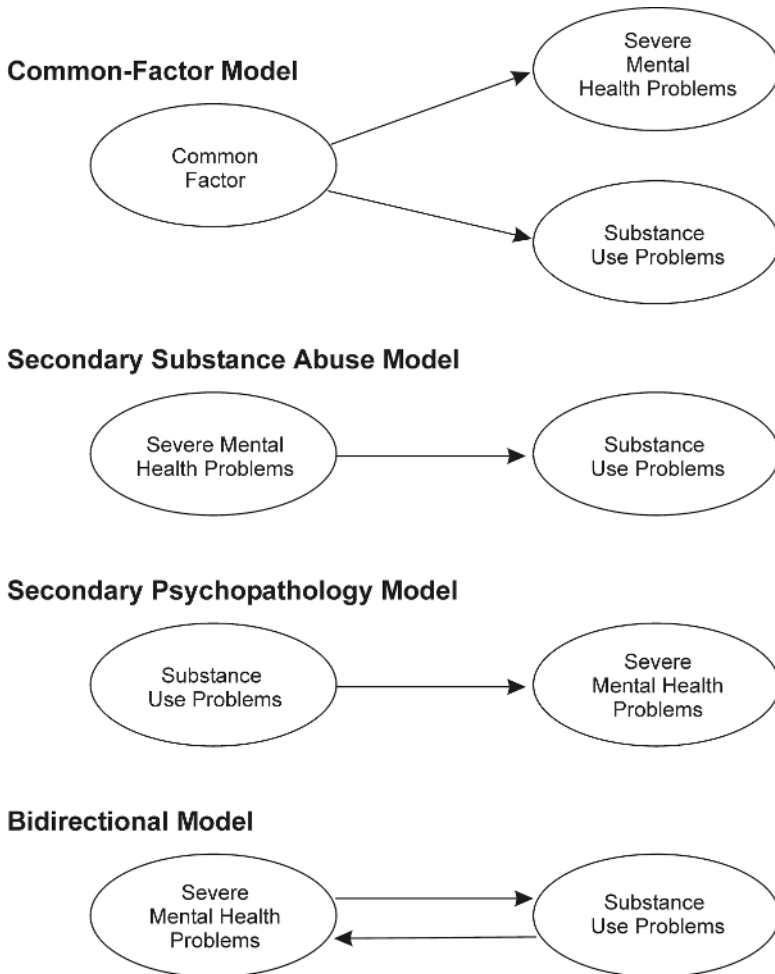 Common-Factor Model
Severe
Mental
Health Problems
Common
Factor
Substance
Use Problems
Secondary Substance Abuse Model
Severe Mental
Health Problems
Substance
Use Problems
Secondary Psychopathology Model
Substance
Use Problems
Severe
Mental Health
Problems
Bidirectional Model
Severe
Mental Health
Problems
Substance
Use Problems